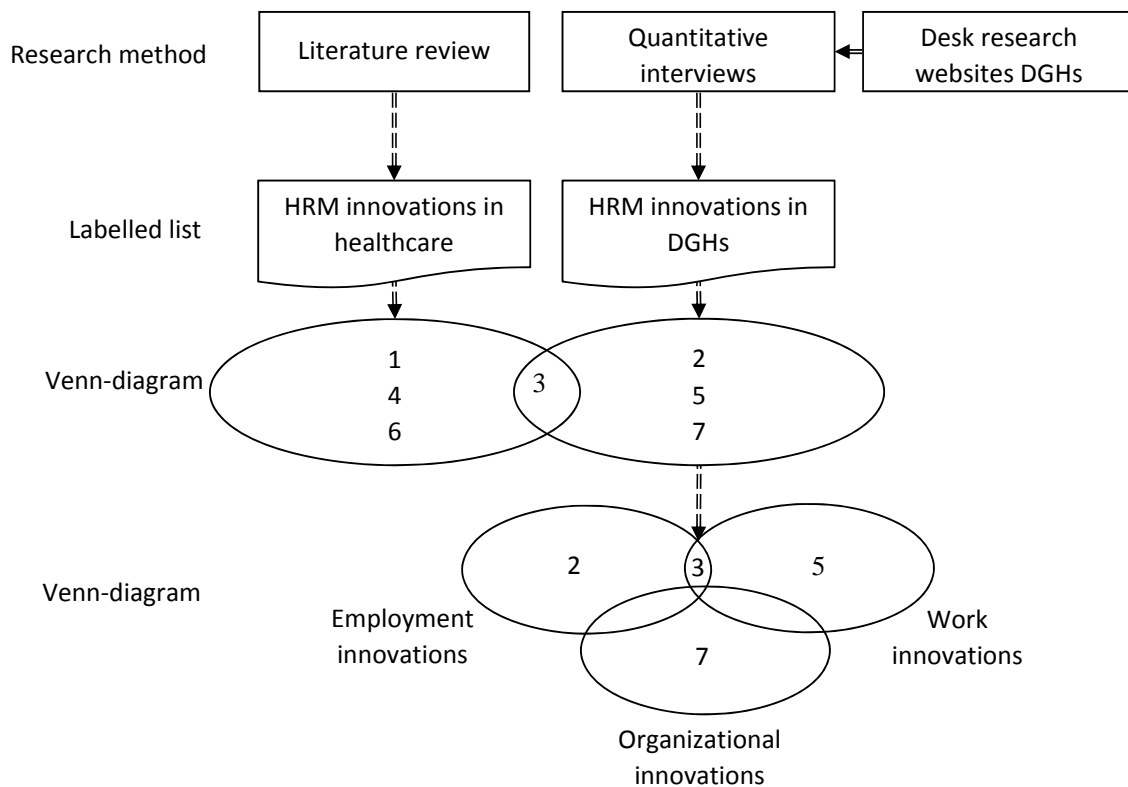 Research method
Literature review
Quantitative
interviews
Desk research
websites DGHs
Labelled list
HRM innovations in
healthcare
HRM innovations in
DGHs
Venn-diagram
1
4
6
3
2
5
7
Venn-diagram
2
3
5
Employment
innovations
7
Work
innovations
Organizational
innovations